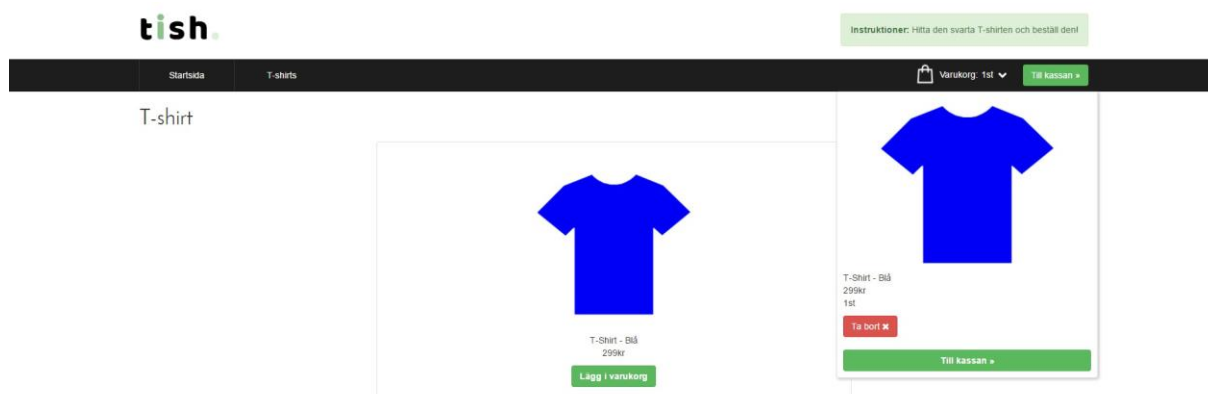 tish.
Instruktioner: Hitta den svarta T-shirten och beställ den!
Startsida
T-shirts
Varukorg: 1st
Till kassan »
T-shirt
T-Shirt - Blå
299kr
Lägg i varukorg
T-Shirt - Blå
299kr
1st
Ta bort ✖
Till kassan »